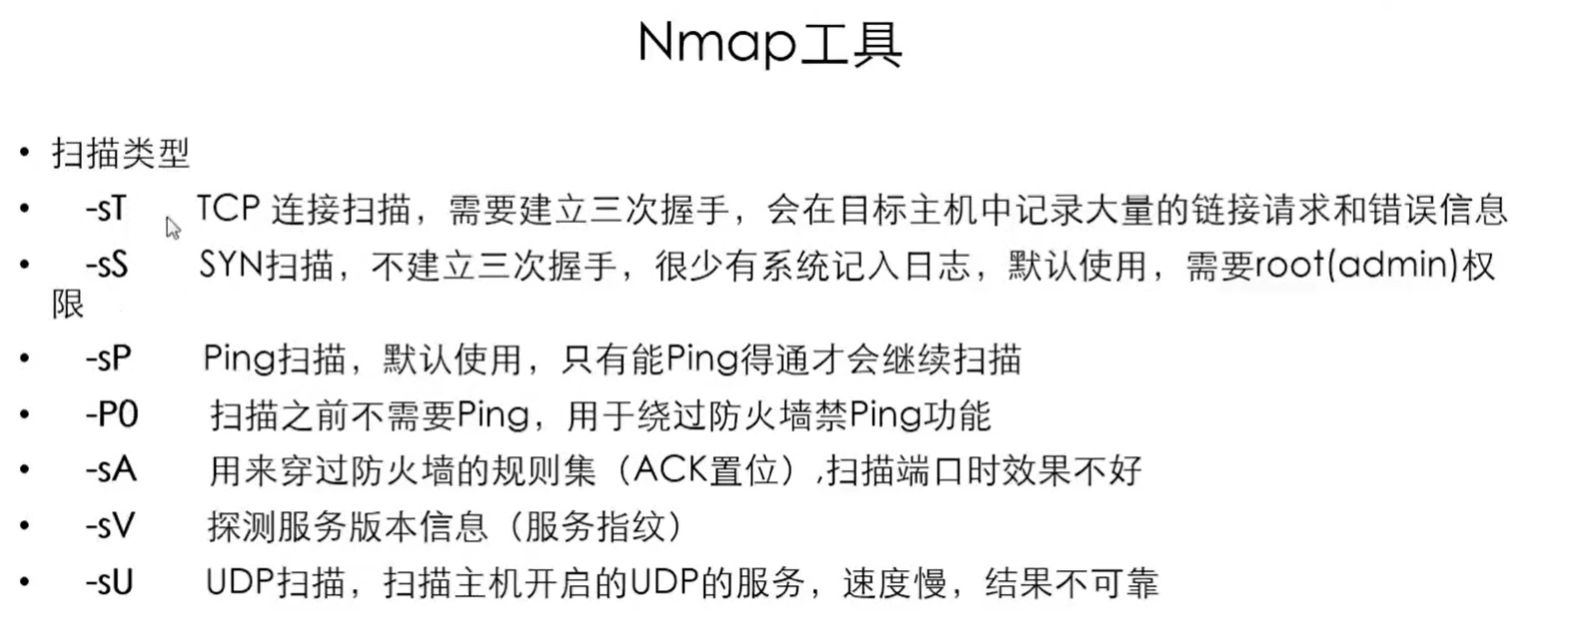 Nmap工具
• 扫描类型
• -sT TCP 连接扫描，需要建立三次握手，会在目标主机中记录大量的链接请求和错误信息
• -sS SYN扫描，不建立三次握手，很少有系统记入日志，默认使用，需要root(admin)权
限
• -sP Ping扫描，默认使用，只有能Ping得通才会继续扫描
• -P0 扫描之前不需要Ping，用于绕过防火墙禁Ping功能
• -sA 用来穿过防火墙的规则集（ACK置位）,扫描端口时效果不好
• -sV 探测服务版本信息（服务指纹）
• -sU UDP扫描，扫描主机开启的UDP的服务，速度慢，结果不可靠